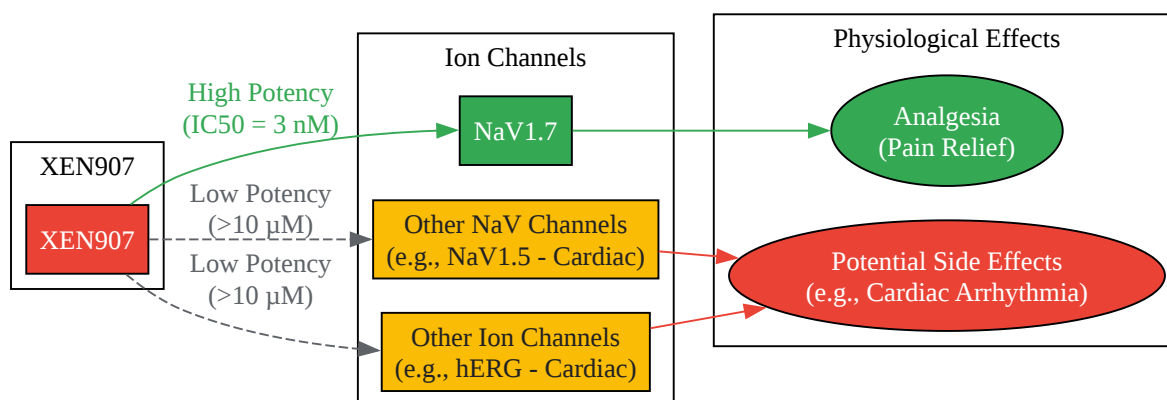 XEN907
XEN907
High Potency
(IC50 = 3 nM)
Low Potency
(>10 µM)
Low Potency
(>10 µM)
Ion Channels
NaV1.7
Other NaV Channels
(e.g., NaV1.5 - Cardiac)
Other Ion Channels
(e.g., hERG - Cardiac)
Physiological Effects
Analgesia
(Pain Relief)
Potential Side Effects
(e.g., Cardiac Arrhythmia)